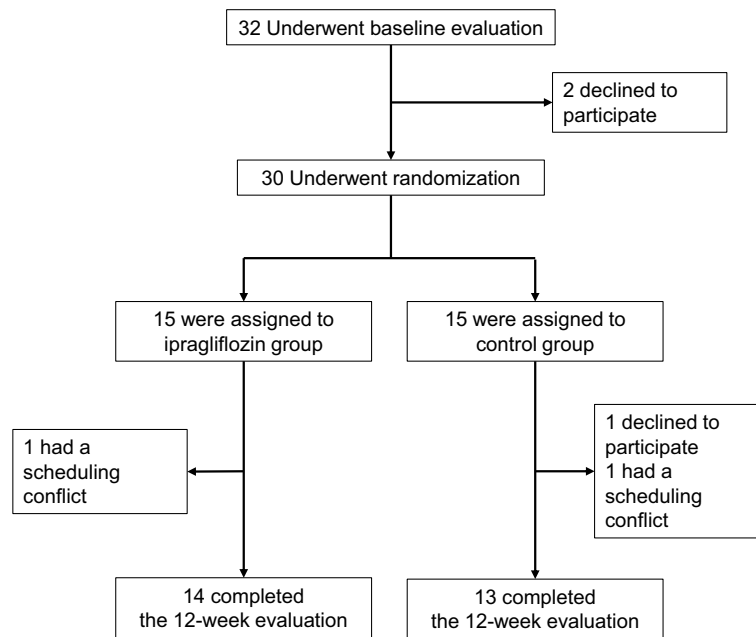 32 Underwent baseline evaluation
2 declined to
participate
30 Underwent randomization
15 were assigned to
ipragliflozin group
15 were assigned to
control group
1 had a
scheduling
conflict
1 declined to
participate
1 had a
scheduling
conflict
14 completed
the 12-week evaluation
13 completed
the 12-week evaluation